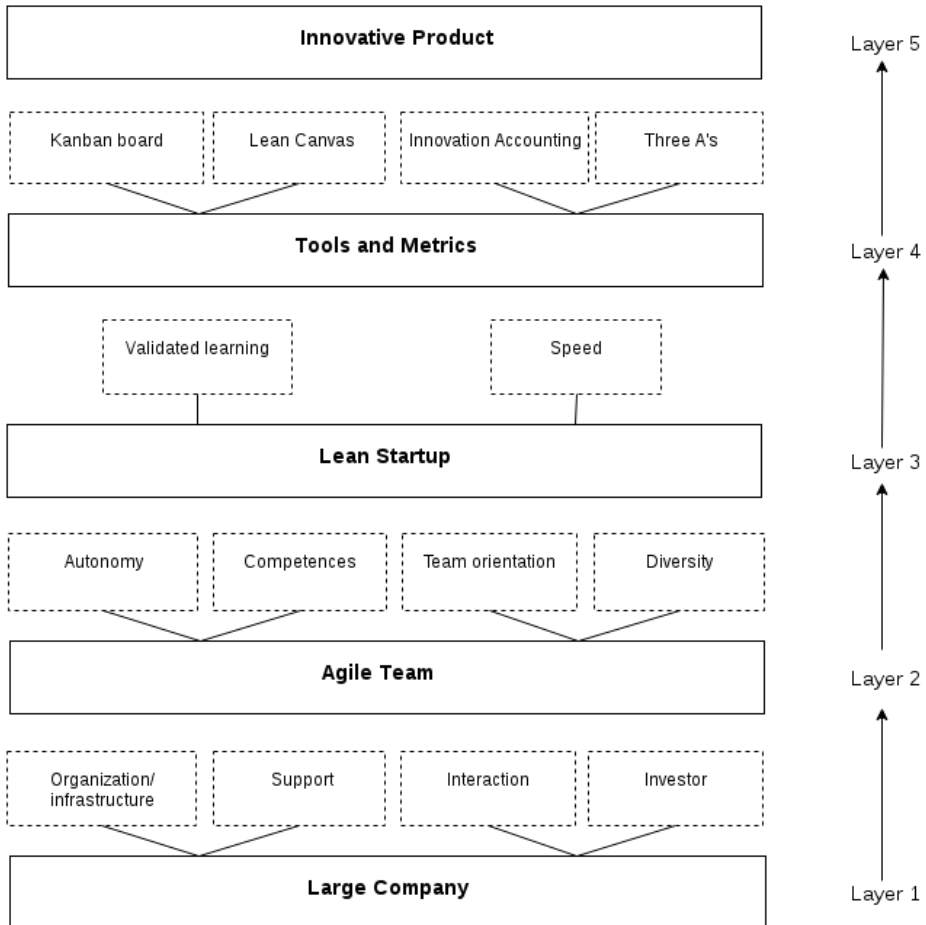 Innovative Product
Layer 5
Kanban board
Lean Canvas
Innovation Accounting
Three A's
Tools and Metrics
Layer 4
Validated learning
Speed
Lean Startup
Layer 3
Autonomy
Competences
Team orientation
Diversity
Agile Team
Layer 2
Organization/
infrastructure
Support
Interaction
Investor
Large Company
Layer 1